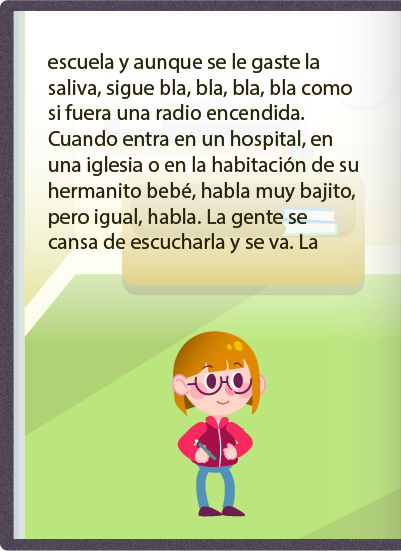 escuela y aunque se le gaste la
saliva, sigue bla, bla, bla, bla como
si fuera una radio encendida.
Cuando entra en un hospital, en
una iglesia o en la habitación de su
hermanito bebé, habla muy bajito,
pero igual, habla. La gente se
cansa de escucharla y se va. La